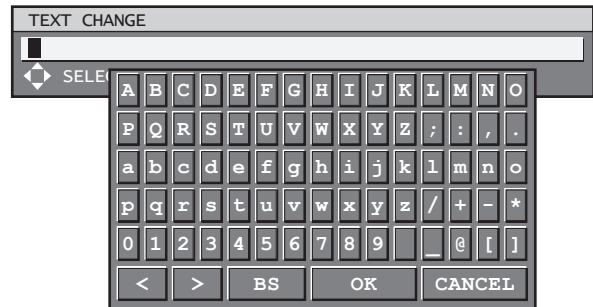 TEXT CHANGE
SELEC
A B C D E F G H I J K L M N O
P Q R S T U V W X Y Z ; : , .
a b c d e f g h i j k l m n o
p q r s t u v w x y z / + - *
0 1 2 3 4 5 6 7 8 9 _ @ [ ]
< > BS OK CANCEL